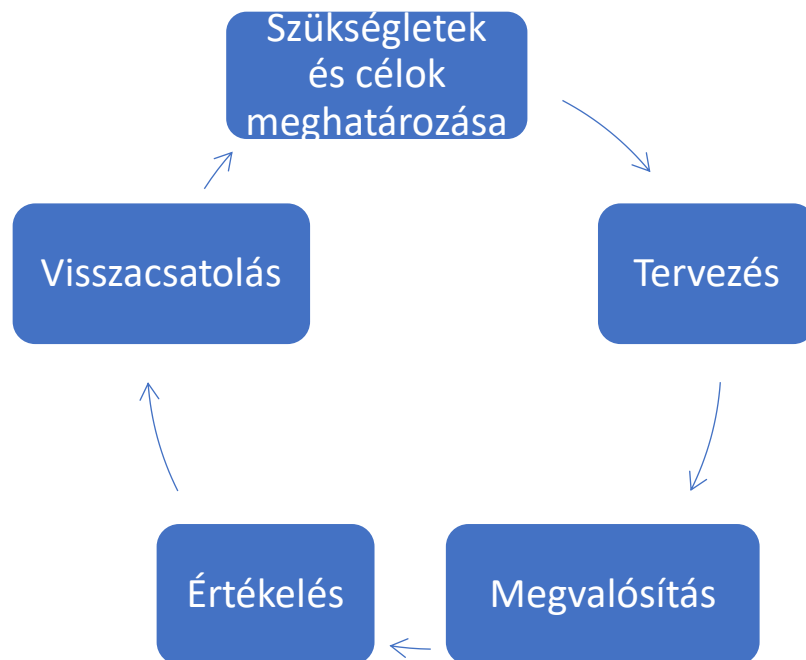 Szükségletek
és célok
meghatározása
Tervezés
Megvalósítás
Értékelés
Visszacsatolás